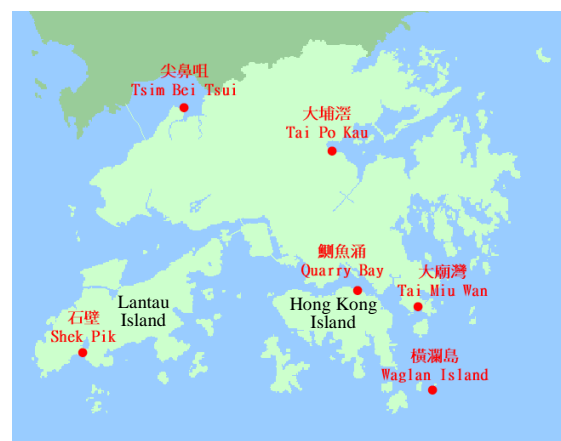 尖鼻咀
Tsim Bei Tsui
大埔滘
Tai Po Kau
鰂魚涌
Quarry Bay
大廟灣
Tai Miu Wan
Lantau
Island
Hong Kong
Island
石壁
Shek Pik
橫瀾島
Waglan Island